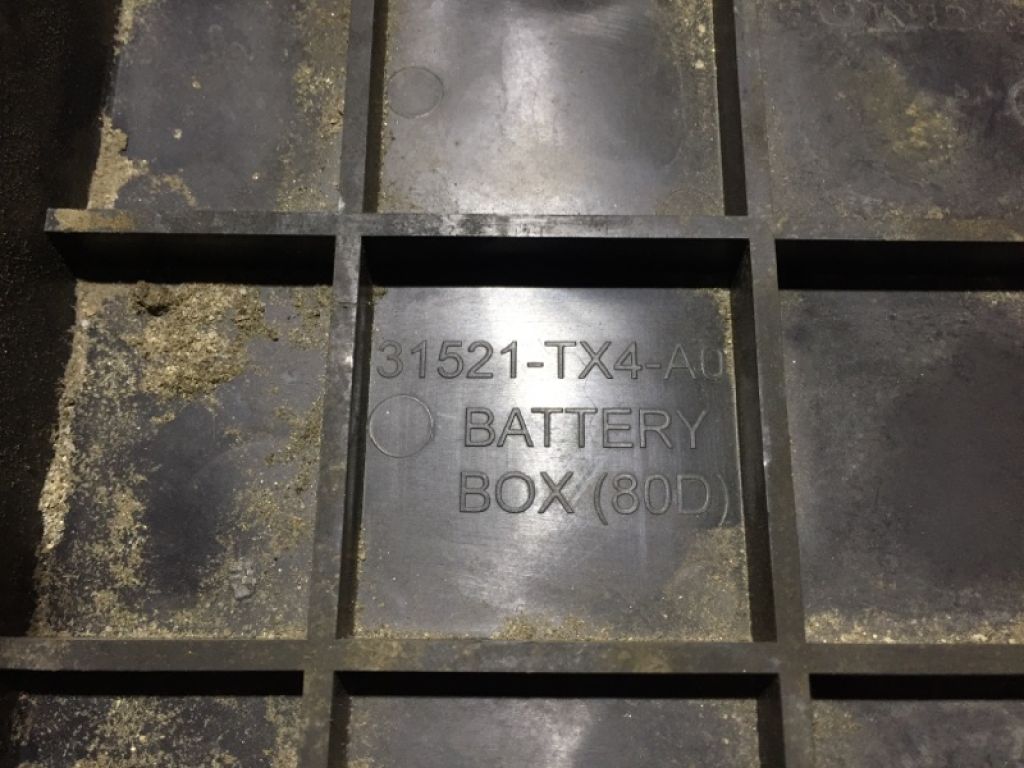 31521-TX4-A0
BATTERY
BOX (80D)